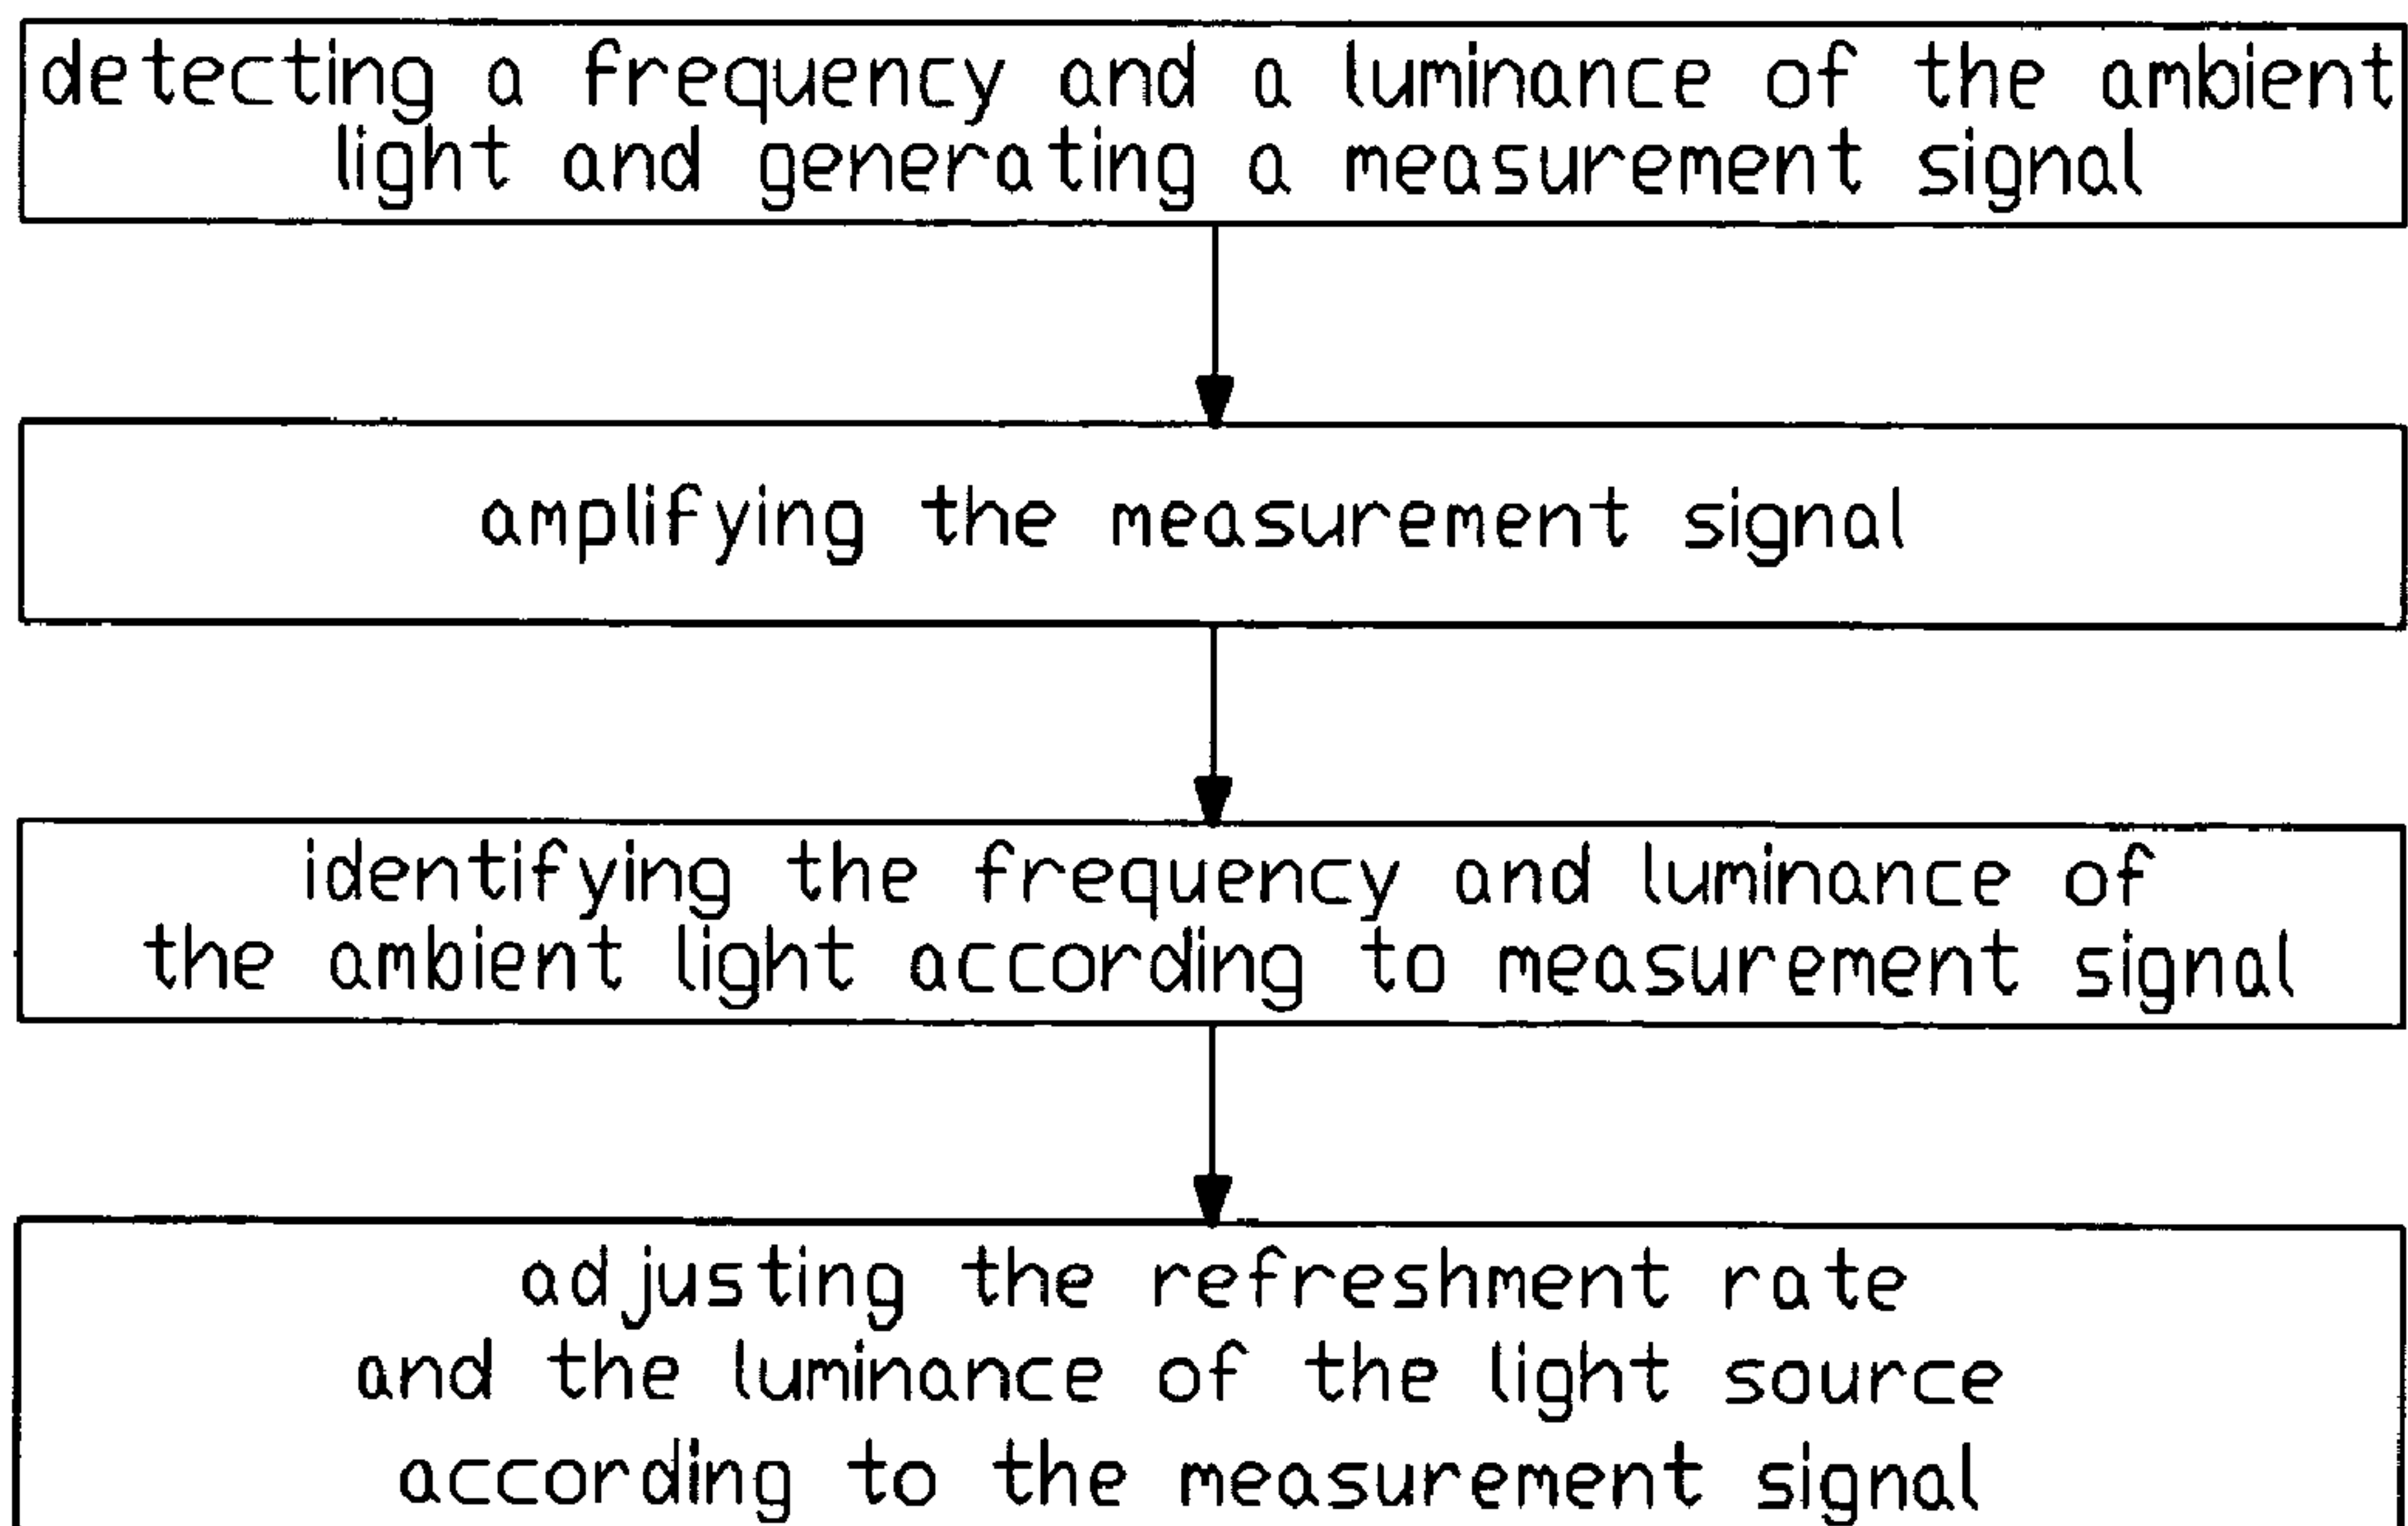 detecting a frequency and a luminance of the ambient
light and generating a measurement signal
amplifying the measurement signal
identifying the frequency and luminance of
the ambient light according to measurement signal
adjusting the refreshment rate
and the luminance of the light source
according to the measurement signal